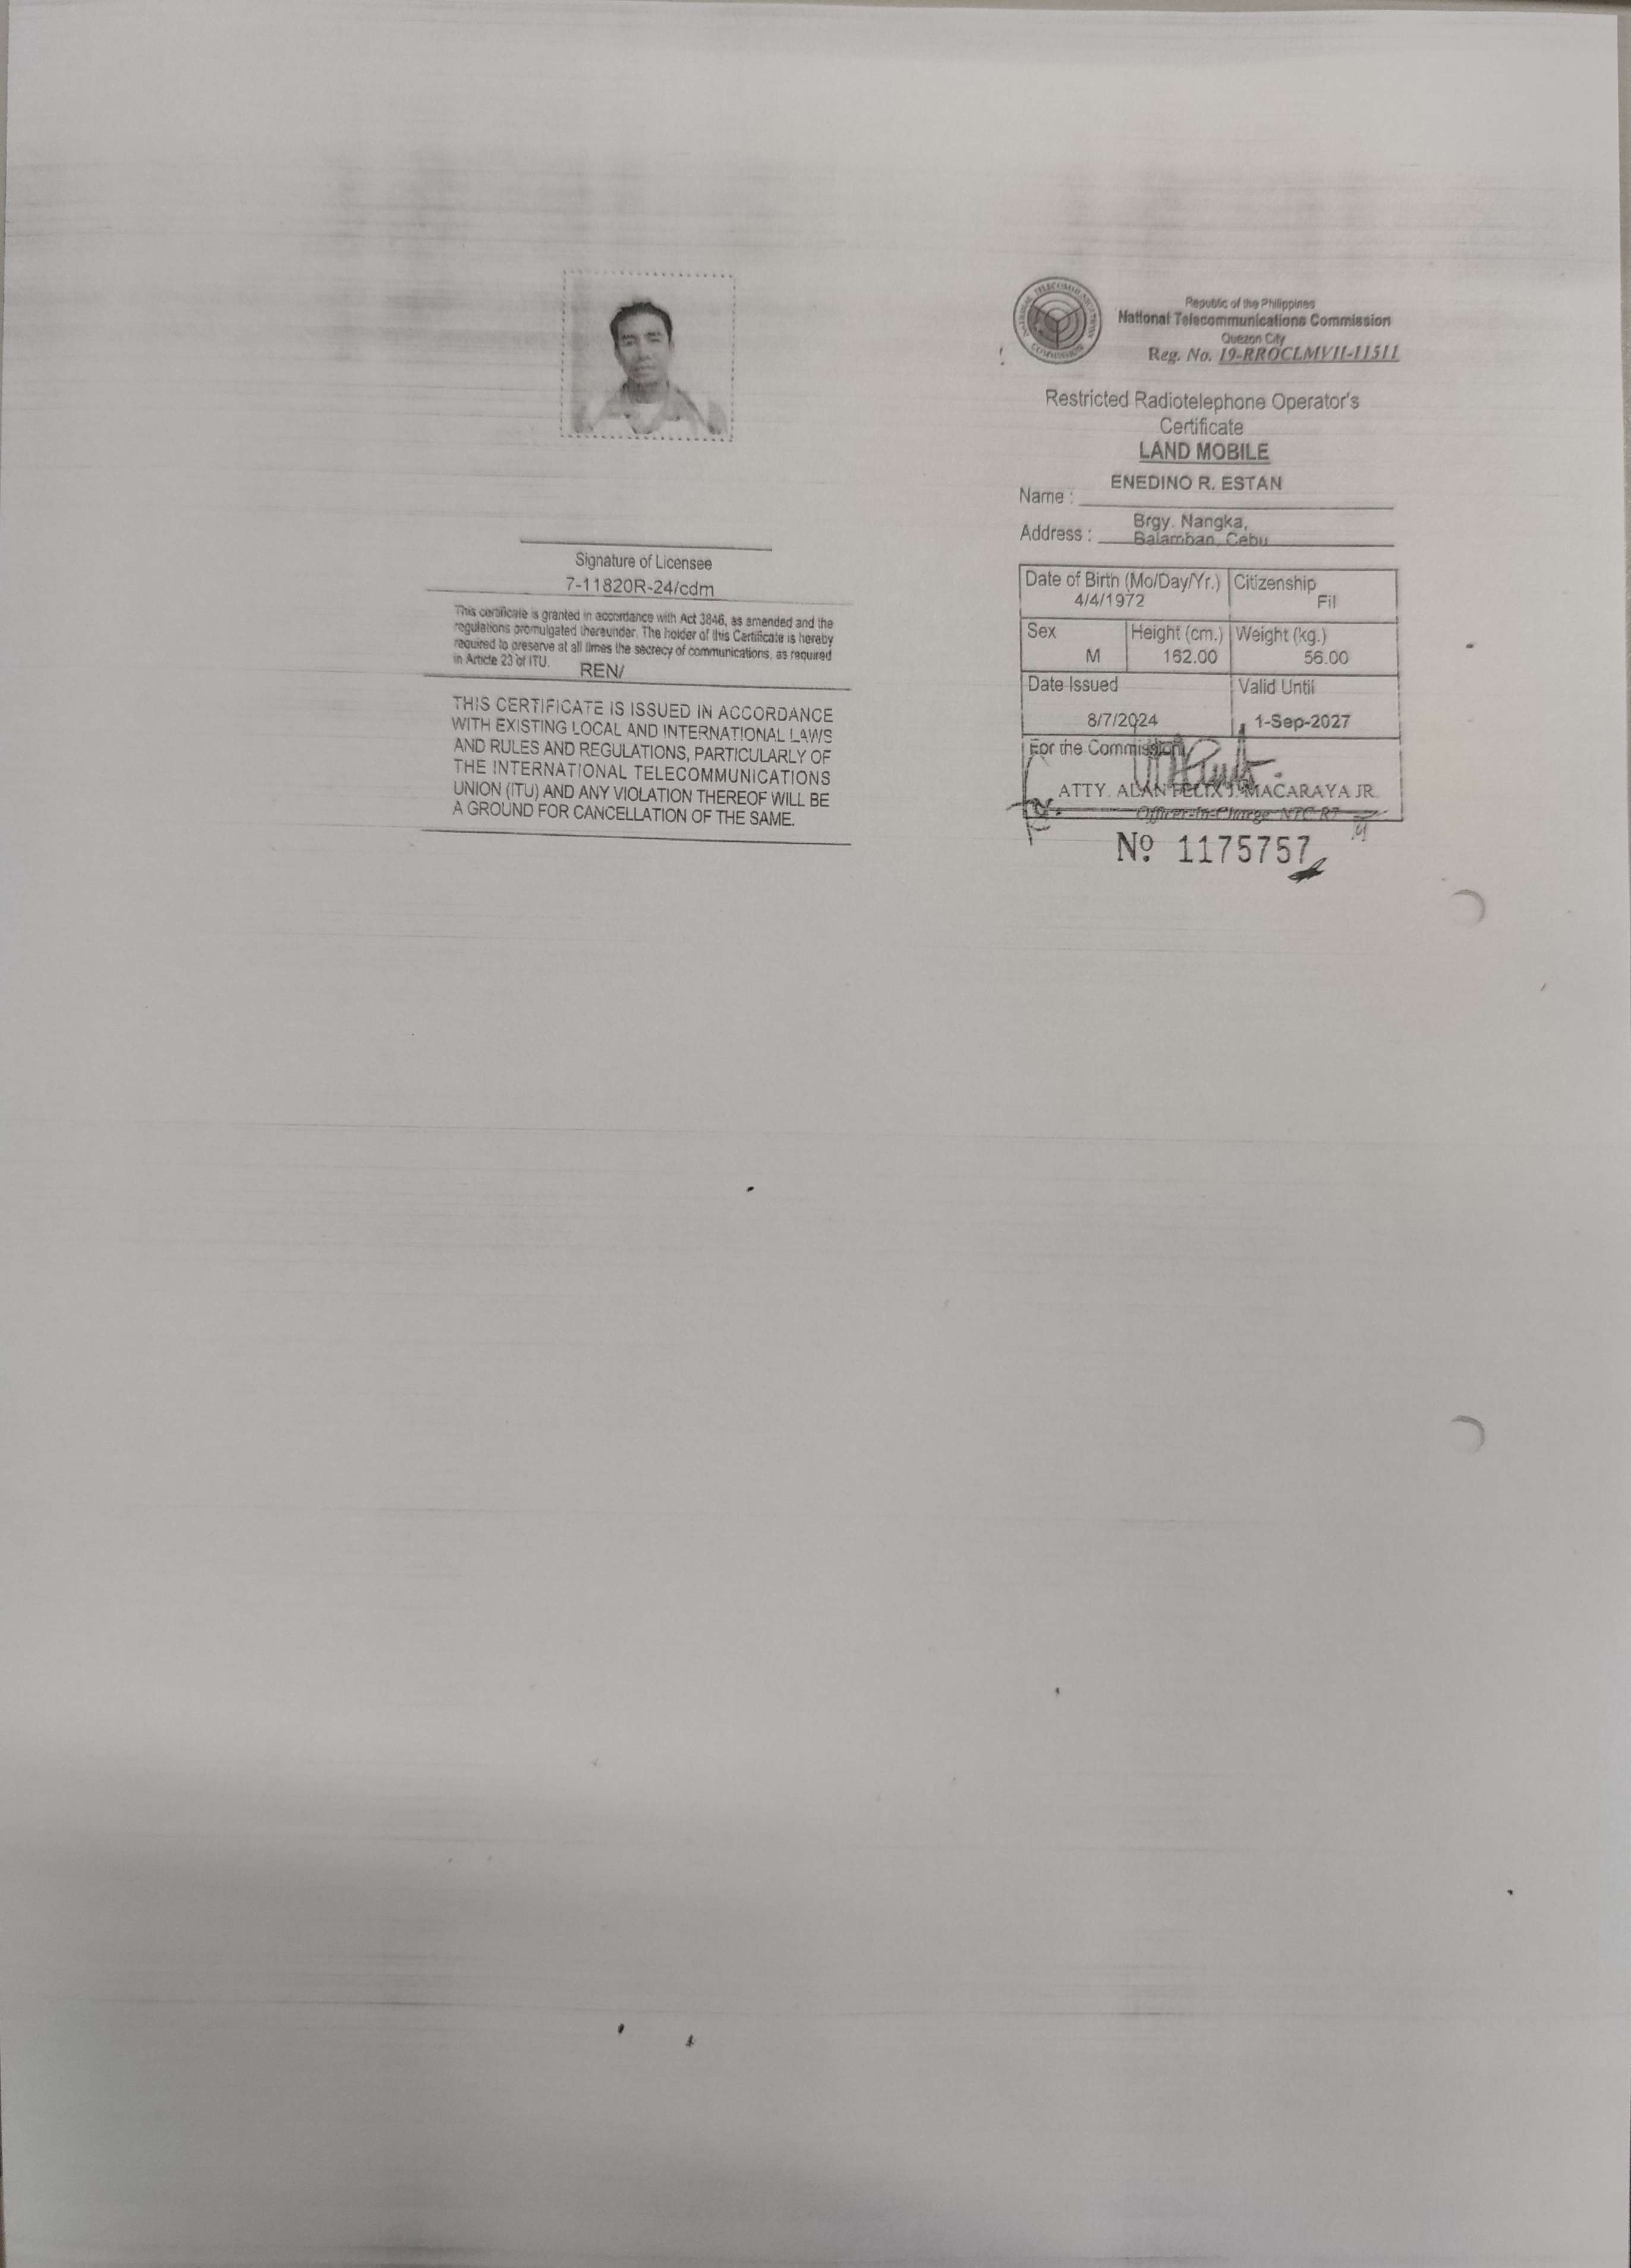 Signature of Licensee
7-11820R-24/cdm
This certificate is granted in accordance with Act 3846, as amended and the
regulations promulgated thereunder. The holder of this Certificate is hereby
required to preserve at all times the secrecy of communications, as required
in Article 23 of ITU.
REN/
THIS CERTIFICATE IS ISSUED IN ACCORDANCE
WITH EXISTING LOCAL AND INTERNATIONAL LAWS
AND RULES AND REGULATIONS, PARTICULARLY OF
THE INTERNATIONAL TELECOMMUNICATIONS
UNION (ITU) AND ANY VIOLATION THEREOF WILL BE
A GROUND FOR CANCELLATION OF THE SAME.
NATIONAL TELECOMMUNICATIONS COMMISSION
Republic of the Philippines
National Telecommunications Commission
Quezon City
Reg. No. 19-RROCLMVII-11511
Restricted Radiotelephone Operator's
Certificate
LAND MOBILE
Name : ENEDINO R. ESTAN
Address : Brgy. Nangka,
Balamban, Cebu
Date of Birth (Mo/Day/Yr.) Citizenship
4/4/1972 Fil
Sex Height (cm.) Weight (kg.)
M 162.00 56.00
Date Issued Valid Until
8/7/2024 1-Sep-2027
For the Commission
ATTY. ALAN FELIX J. MACARAYA JR.
Officer-In-Charge NTC R7
Nº 1175757